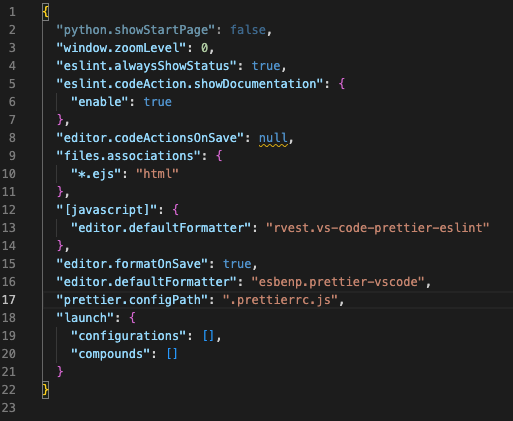 1 {
2   "python.showStartPage": false,
3   "window.zoomLevel": 0,
4   "eslint.alwaysShowStatus": true,
5   "eslint.codeAction.showDocumentation": {
6     "enable": true
7   },
8   "editor.codeActionsOnSave": null,
9   "files.associations": {
10     "*.ejs": "html"
11   },
12   "[javascript]": {
13     "editor.defaultFormatter": "rvest.vs-code-prettier-eslint"
14   },
15   "editor.formatOnSave": true,
16   "editor.defaultFormatter": "esbenp.prettier-vscode",
17   "prettier.configPath": ".prettierrc.js",
18   "launch": {
19     "configurations": [],
20     "compounds": []
21   }
22 }
23